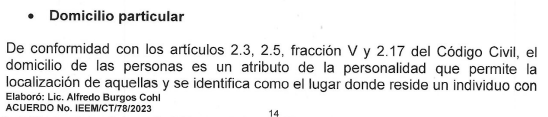 • Domicilio particular
De conformidad con los artículos 2.3, 2.5, fracción V y 2.17 del Código Civil, el
domicilio de las personas es un atributo de la personalidad que permite la
localización de aquellas y se identifica como el lugar donde reside un individuo con
Elaboró: Lic. Alfredo Burgos Cohl
ACUERDO No. IEEM/CT/78/2023
14